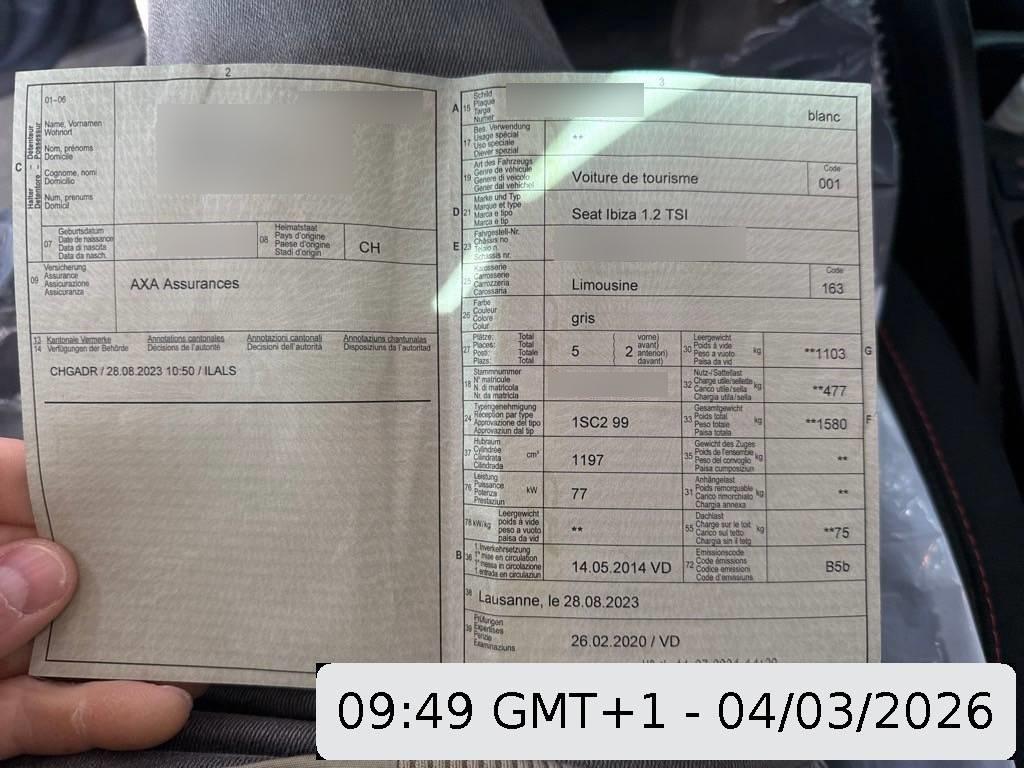 2
01-06
C
Halter - Détenteur
Detentore - Possessur
Name, Vornamen
Wohnort
Nom, prénoms
Domicile
Cognome, nomi
Domicilio
Num, prenums
Domicil
07
Geburtsdatum
Date de naissance
Data di nascita
Data da nasch.
08
Heimatstaat
Pays d'origine
Paese d'origine
Stadi d'origin
CH
09
Versicherung
Assurance
Assicurazione
Assicuranza
AXA Assurances
13
14
Kantonale Vermerke
Verfügungen der Behörde
Annotations cantonales
Décisions de l'autorité
Annotazioni cantonali
Decisioni dell'autorità
Annotaziuns chantunalas
Disposiziuns da l'autoritad
CHGADR / 28.08.2023 10:50 / ILALS
3
A 15
Schild
Plaque
Targa
Numer
blanc
17
Bes. Verwendung
Usage spécial
Uso speciale
Diever spezial
**
19
Art des Fahrzeugs
Genre de véhicule
Genere di veicolo
Gener dal vehichel
Voiture de tourisme
Code
001
D 21
Marke und Typ
Marque et type
Marca e tipo
Marca e tip
Seat Ibiza 1.2 TSI
E 23
Fahrgestell-Nr.
Châssis no
Telaio n.
Schassis nr.
25
Karosserie
Carrosserie
Carrozzeria
Carossaria
Limousine
Code
163
26
Farbe
Couleur
Colore
Colur
gris
27
Plätze: Total
Places: Total
Posti: Totale
Plazs: Total
5
2
vorne)
avant)
anteriori)
davant)
30
Leergewicht
Poids à vide
Peso a vuoto
Paisa da vid
kg
**1103
G
18
Stammnummer
N° matricule
N. di matricola
Nr. da matricla
32
Nutz-/Sattellast
Charge utile/sellette
Carico utile/sella
Chargia utila/sella
kg
**477
24
Typengenehmigung
Réception par type
Approvazione del tipo
Approvaziun dal tip
1SC2 99
33
Gesamtgewicht
Poids total
Peso totale
Paisa totala
kg
**1580
F
37
Hubraum
Cylindrée
Cilindrata
Cilindrada
cm³
1197
35
Gewicht des Zuges
Poids de l'ensemble
Peso del convoglio
Paisa cumposiziun
kg
**
76
Leistung
Puissance
Potenza
Prestaziun
kW
77
31
Anhängelast
Poids remorquable
Carico rimorchiato
Chargia annexa
kg
**
78 kW/kg
Leergewicht
poids à vide
peso a vuoto
paisa da vid
**
55
Dachlast
Charge sur le toit
Carico sul tetto
Chargia sin il tetg
kg
**75
B 36
1. Inverkehrsetzung
1re mise en circulation
1a messa in circolazione
1. entrada en circulaziun
14.05.2014 VD
72
Emissionscode
Code émissions
Codice emissioni
Code d'emissiuns
B5b
38
Lausanne, le 28.08.2023
39
Prüfungen
Expertises
Perizie
Examinaziuns
26.02.2020 / VD
09:49 GMT+1 - 04/03/2026